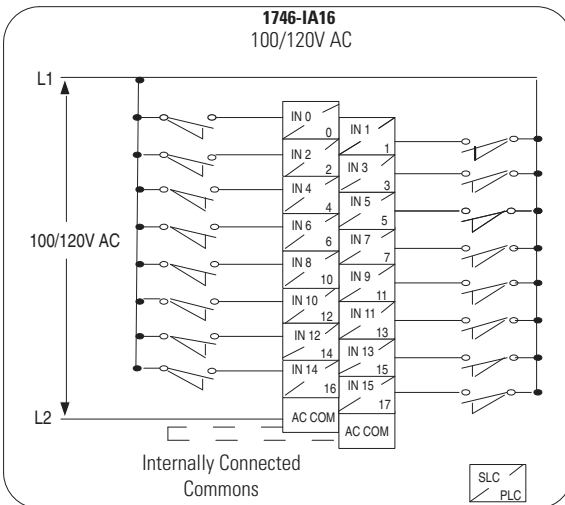 1746-IA16
100/120V AC
L1
IN 0
0
IN 1
1
IN 2
2
IN 3
3
IN 4
4
IN 5
5
IN 6
6
IN 7
7
IN 8
10
IN 9
11
IN 10
12
IN 11
13
IN 12
14
IN 13
15
IN 14
16
IN 15
17
100/120V AC
L2
AC COM
AC COM
Internally Connected
Commons
SLC
PLC